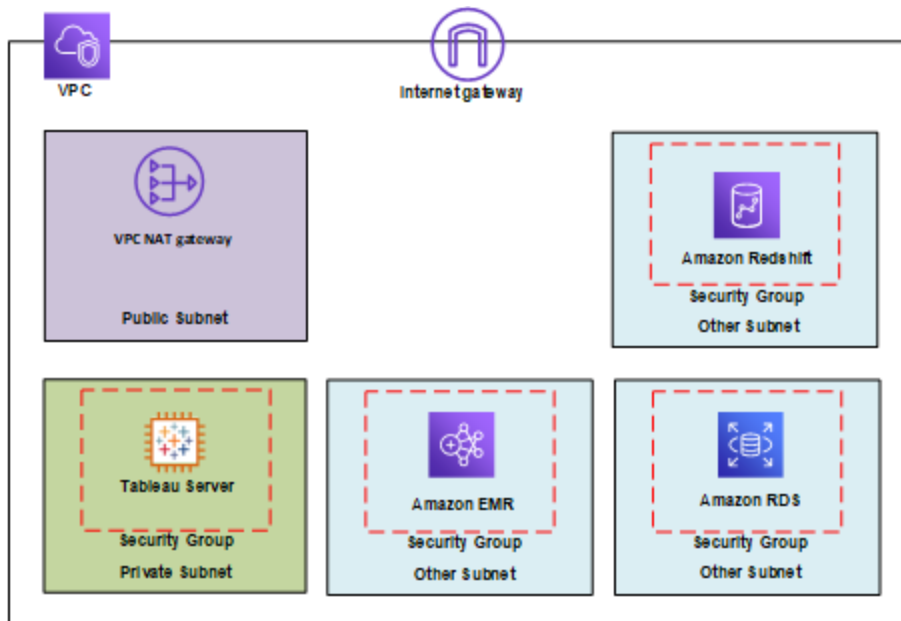 VPC
Internet gateway
VPC NAT gateway
Public Subnet
Amazon Redshift
Security Group
Other Subnet
Tableau Server
Security Group
Private Subnet
Amazon EMR
Security Group
Other Subnet
Amazon RDS
Security Group
Other Subnet